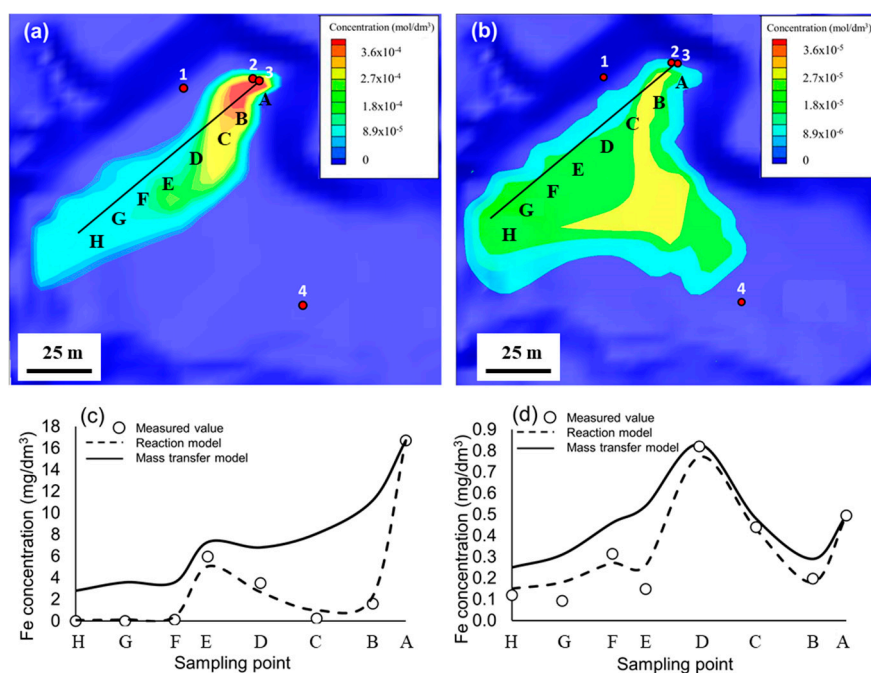 (a)
Concentration (mol/dm³)
3.6x10⁻⁴
2.7x10⁻⁴
1.8x10⁻⁴
8.9x10⁻⁵
0
1
2
3
A
B
C
D
E
F
G
H
4
25 m
(b)
Concentration (mol/dm³)
3.6x10⁻⁵
2.7x10⁻⁵
1.8x10⁻⁵
8.9x10⁻⁶
0
1
2
3
A
B
C
D
E
F
G
H
4
25 m
(c)
Measured value
Reaction model
Mass transfer model
Fe concentration (mg/dm³)
18
16
14
12
10
8
6
4
2
0
H G F E D C B A
Sampling point
(d)
Measured value
Reaction model
Mass transfer model
Fe concentration (mg/dm³)
0.9
0.8
0.7
0.6
0.5
0.4
0.3
0.2
0.1
0.0
H G F E D C B A
Sampling point